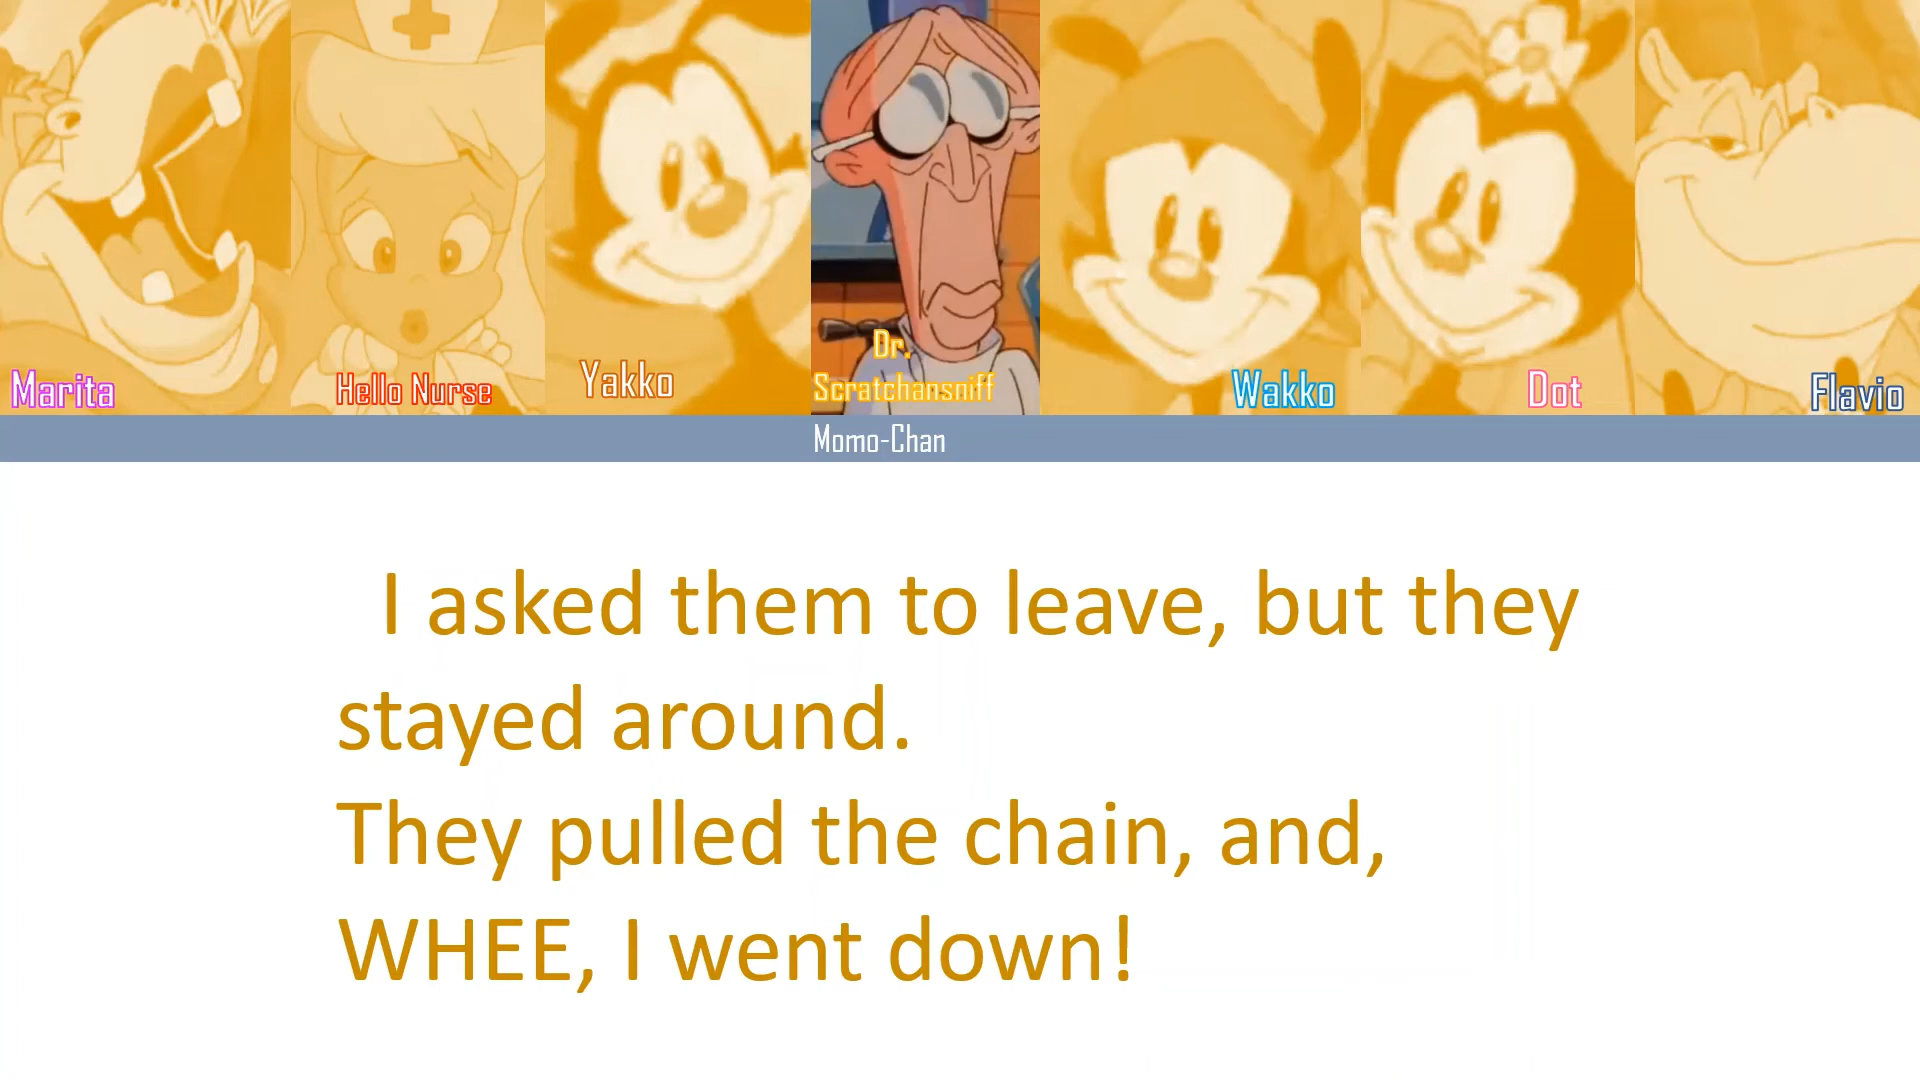 Marita
Hello Nurse
Yakko
Dr.
Scratchansniff
Wakko
Dot
Flavio
Momo-Chan
I asked them to leave, but they
stayed around.
They pulled the chain, and,
WHEE, I went down!